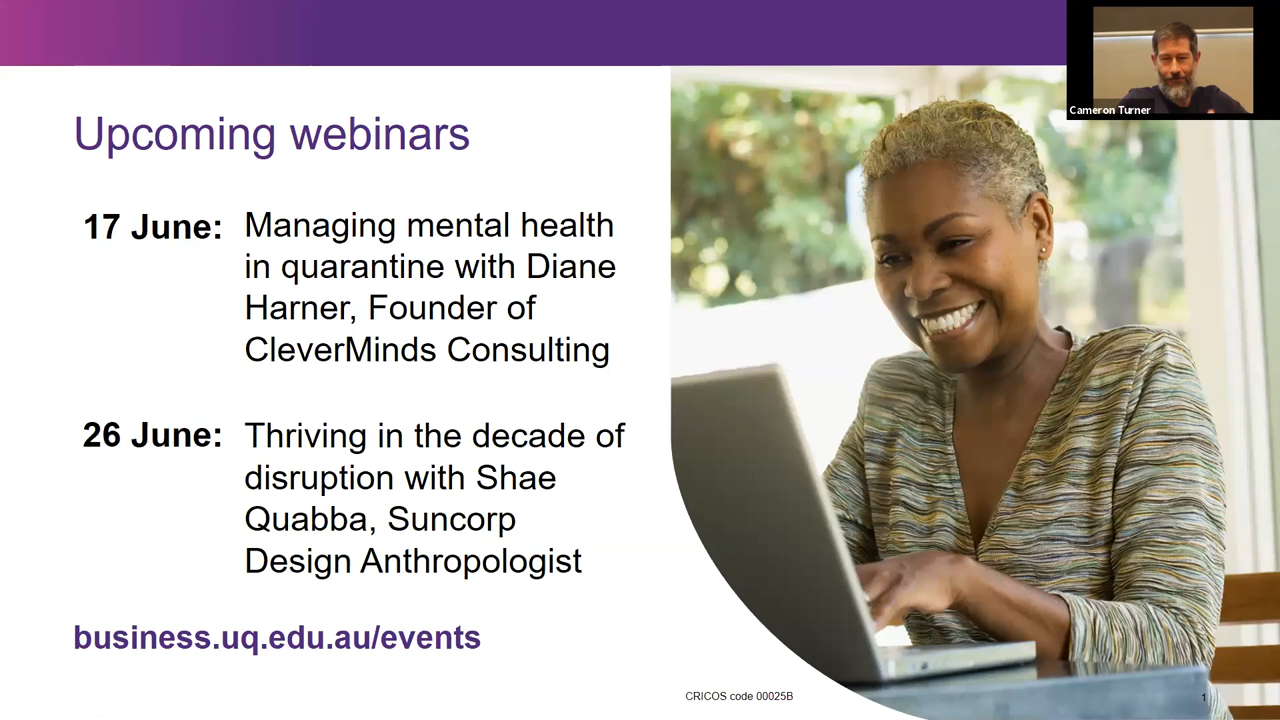 Cameron Turner
Upcoming webinars
17 June: Managing mental health
in quarantine with Diane
Harner, Founder of
CleverMinds Consulting
26 June: Thriving in the decade of
disruption with Shae
Quabba, Suncorp
Design Anthropologist
business.uq.edu.au/events
CRICOS code 00025B
1